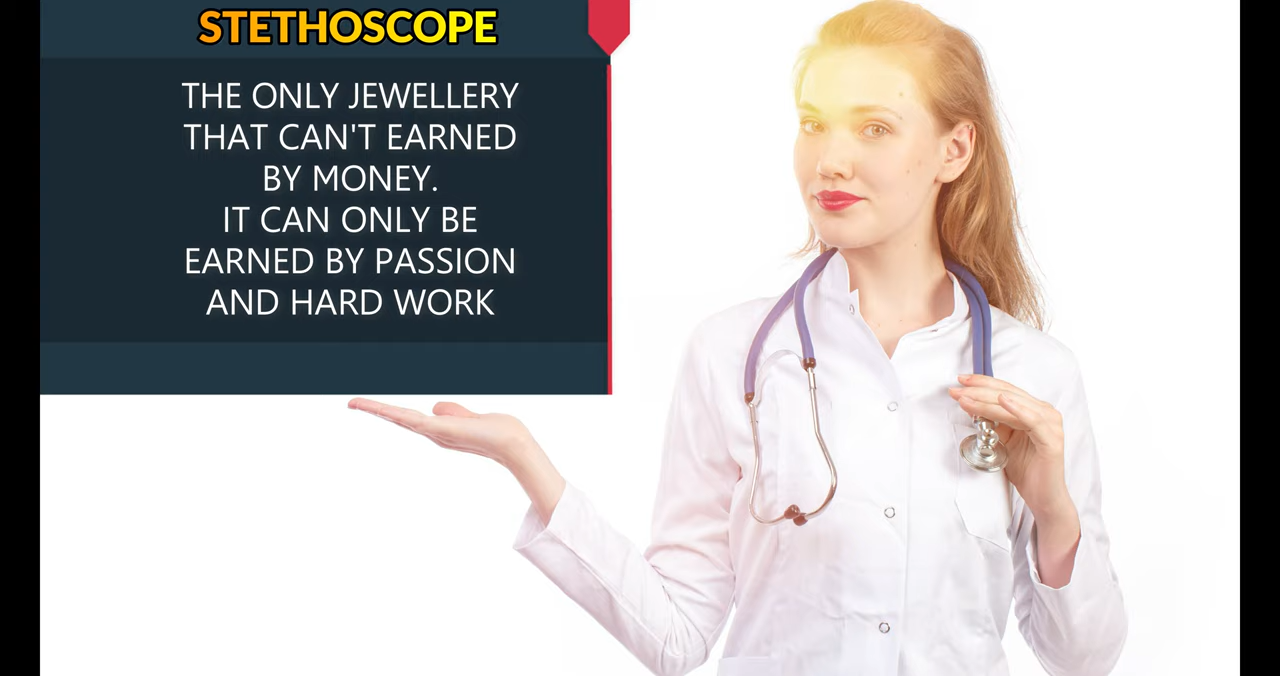 STETHOSCOPE
THE ONLY JEWELLERY
THAT CAN'T EARNED
BY MONEY.
IT CAN ONLY BE
EARNED BY PASSION
AND HARD WORK